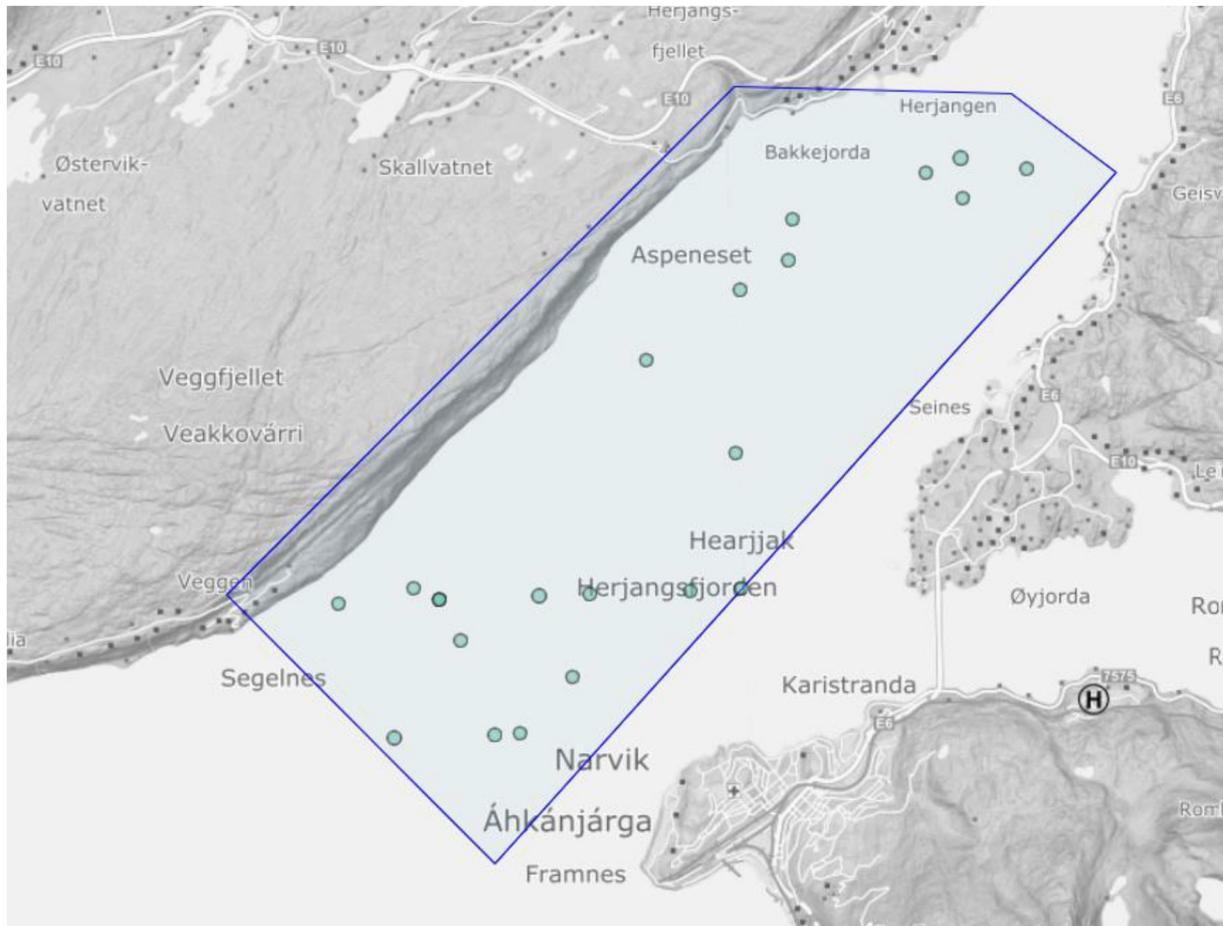 Herjangs-
fjellet
E10
E10
E10
E6
Herjangen
Bakkejorda
Østervik-
vatnet
Skallvatnet
Aspeneset
Veggfjellet
Veakkovárri
E6
Seines
E10
Hearjjak
Veggen
Herjangsfjorden
Øyjorda
Segelnes
Karistranda
7575
H
E6
Narvik
Áhkánjárga
Framnes